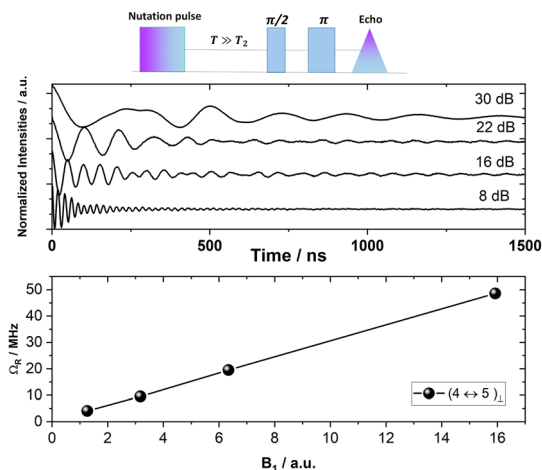 Nutation pulse
π/2
π
Echo
T ≫ T₂
Normalized Intensities / a.u.
30 dB
22 dB
16 dB
8 dB
0
500
1000
1500
Time / ns
Ω_R / MHz
50
40
30
20
10
0
(4 ↔ 5 )⊥
0
2
4
6
8
10
12
14
16
B₁ / a.u.